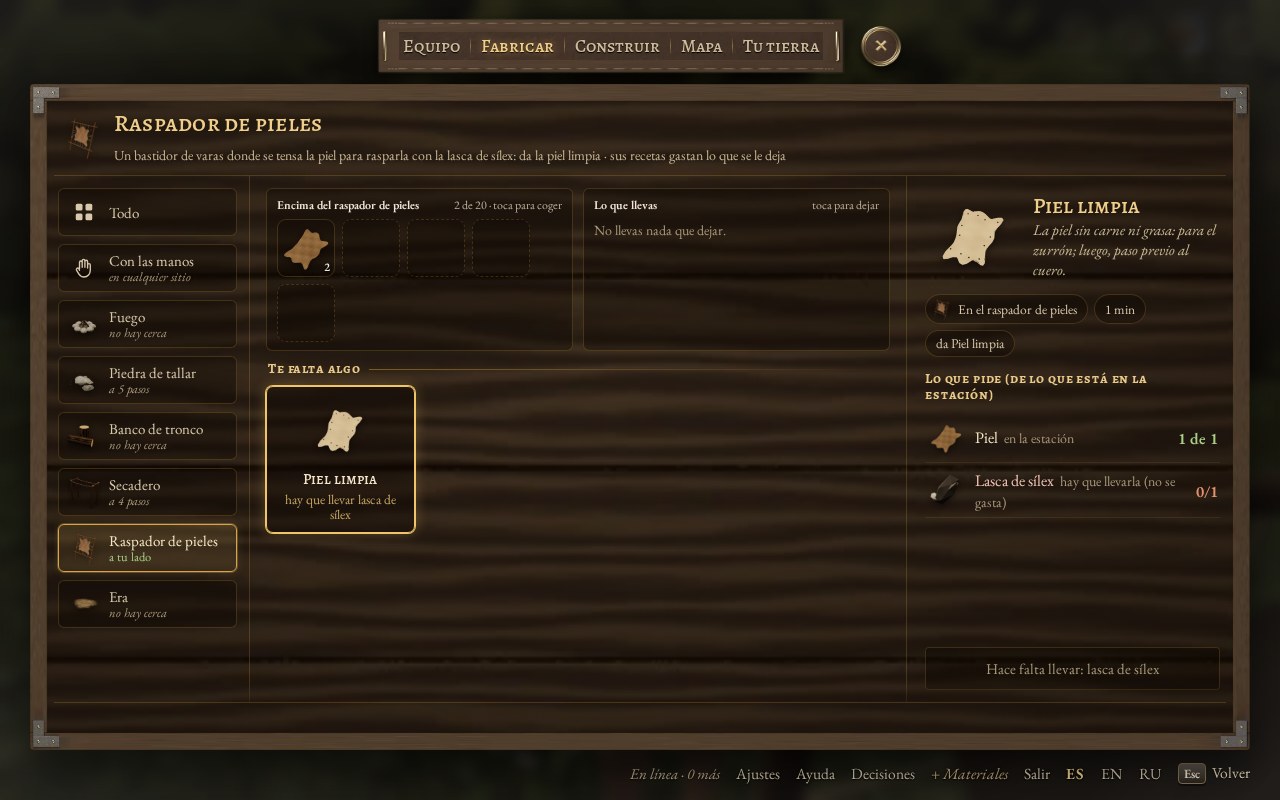 Equipo
Fabricar
Construir
Mapa
Tu tierra
Raspador de pieles
Un bastidor de varas donde se tensa la piel para rasparla con la lasca de sílex: da la piel limpia · sus recetas gastan lo que se le deja
Todo
Con las manos
en cualquier sitio
Fuego
no hay cerca
Piedra de tallar
a 5 pasos
Banco de tronco
no hay cerca
Secadero
a 4 pasos
Raspador de pieles
a tu lado
Era
no hay cerca
Encima del raspador de pieles
2 de 20 · toca para coger
2
Lo que llevas
toca para dejar
No llevas nada que dejar.
Te falta algo
Piel limpia
hay que llevar lasca de
sílex
Piel limpia
La piel sin carne ni grasa: para el
zurrón; luego, paso previo al
cuero.
En el raspador de pieles
1 min
da Piel limpia
Lo que pide (de lo que está en la
estación)
Piel en la estación
1 de 1
Lasca de sílex hay que llevarla (no se
gasta)
0/1
Hace falta llevar: lasca de sílex
En línea · 0 más
Ajustes
Ayuda
Decisiones
+ Materiales
Salir
ES
EN
RU
Esc
Volver